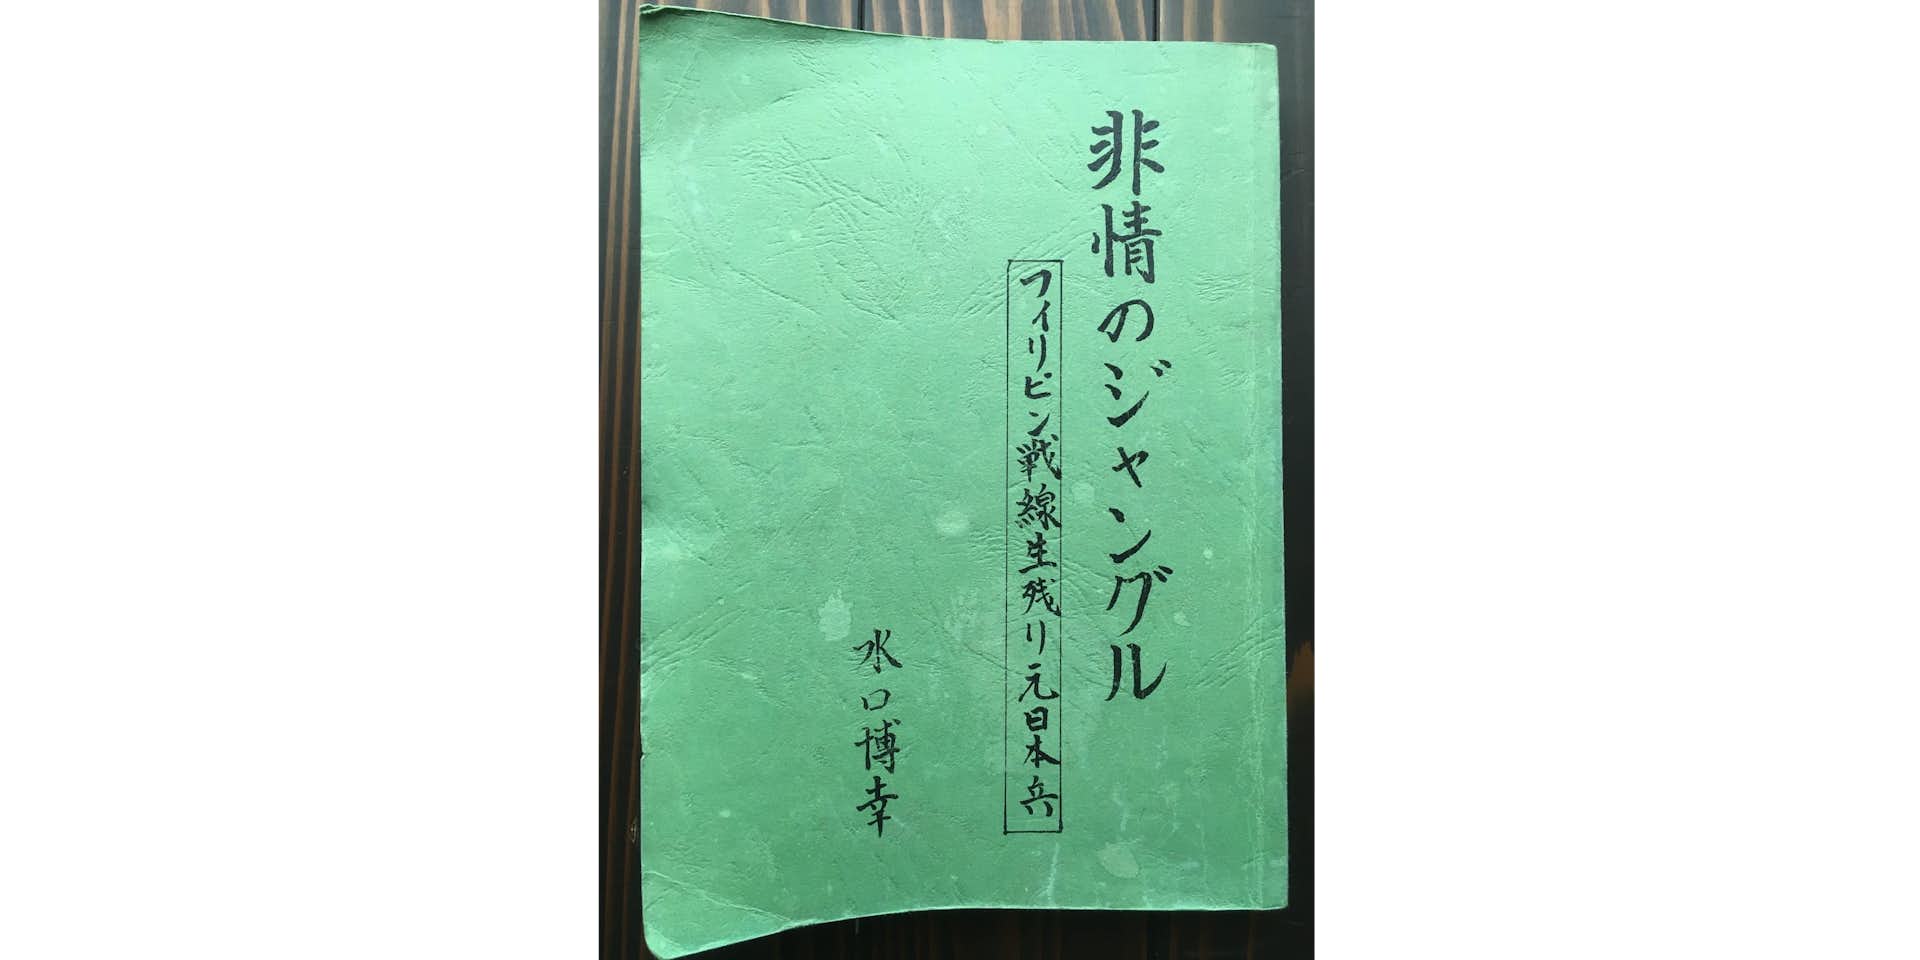 非情のジャングル
フィリピン戦線生残り元日本兵
水口博幸